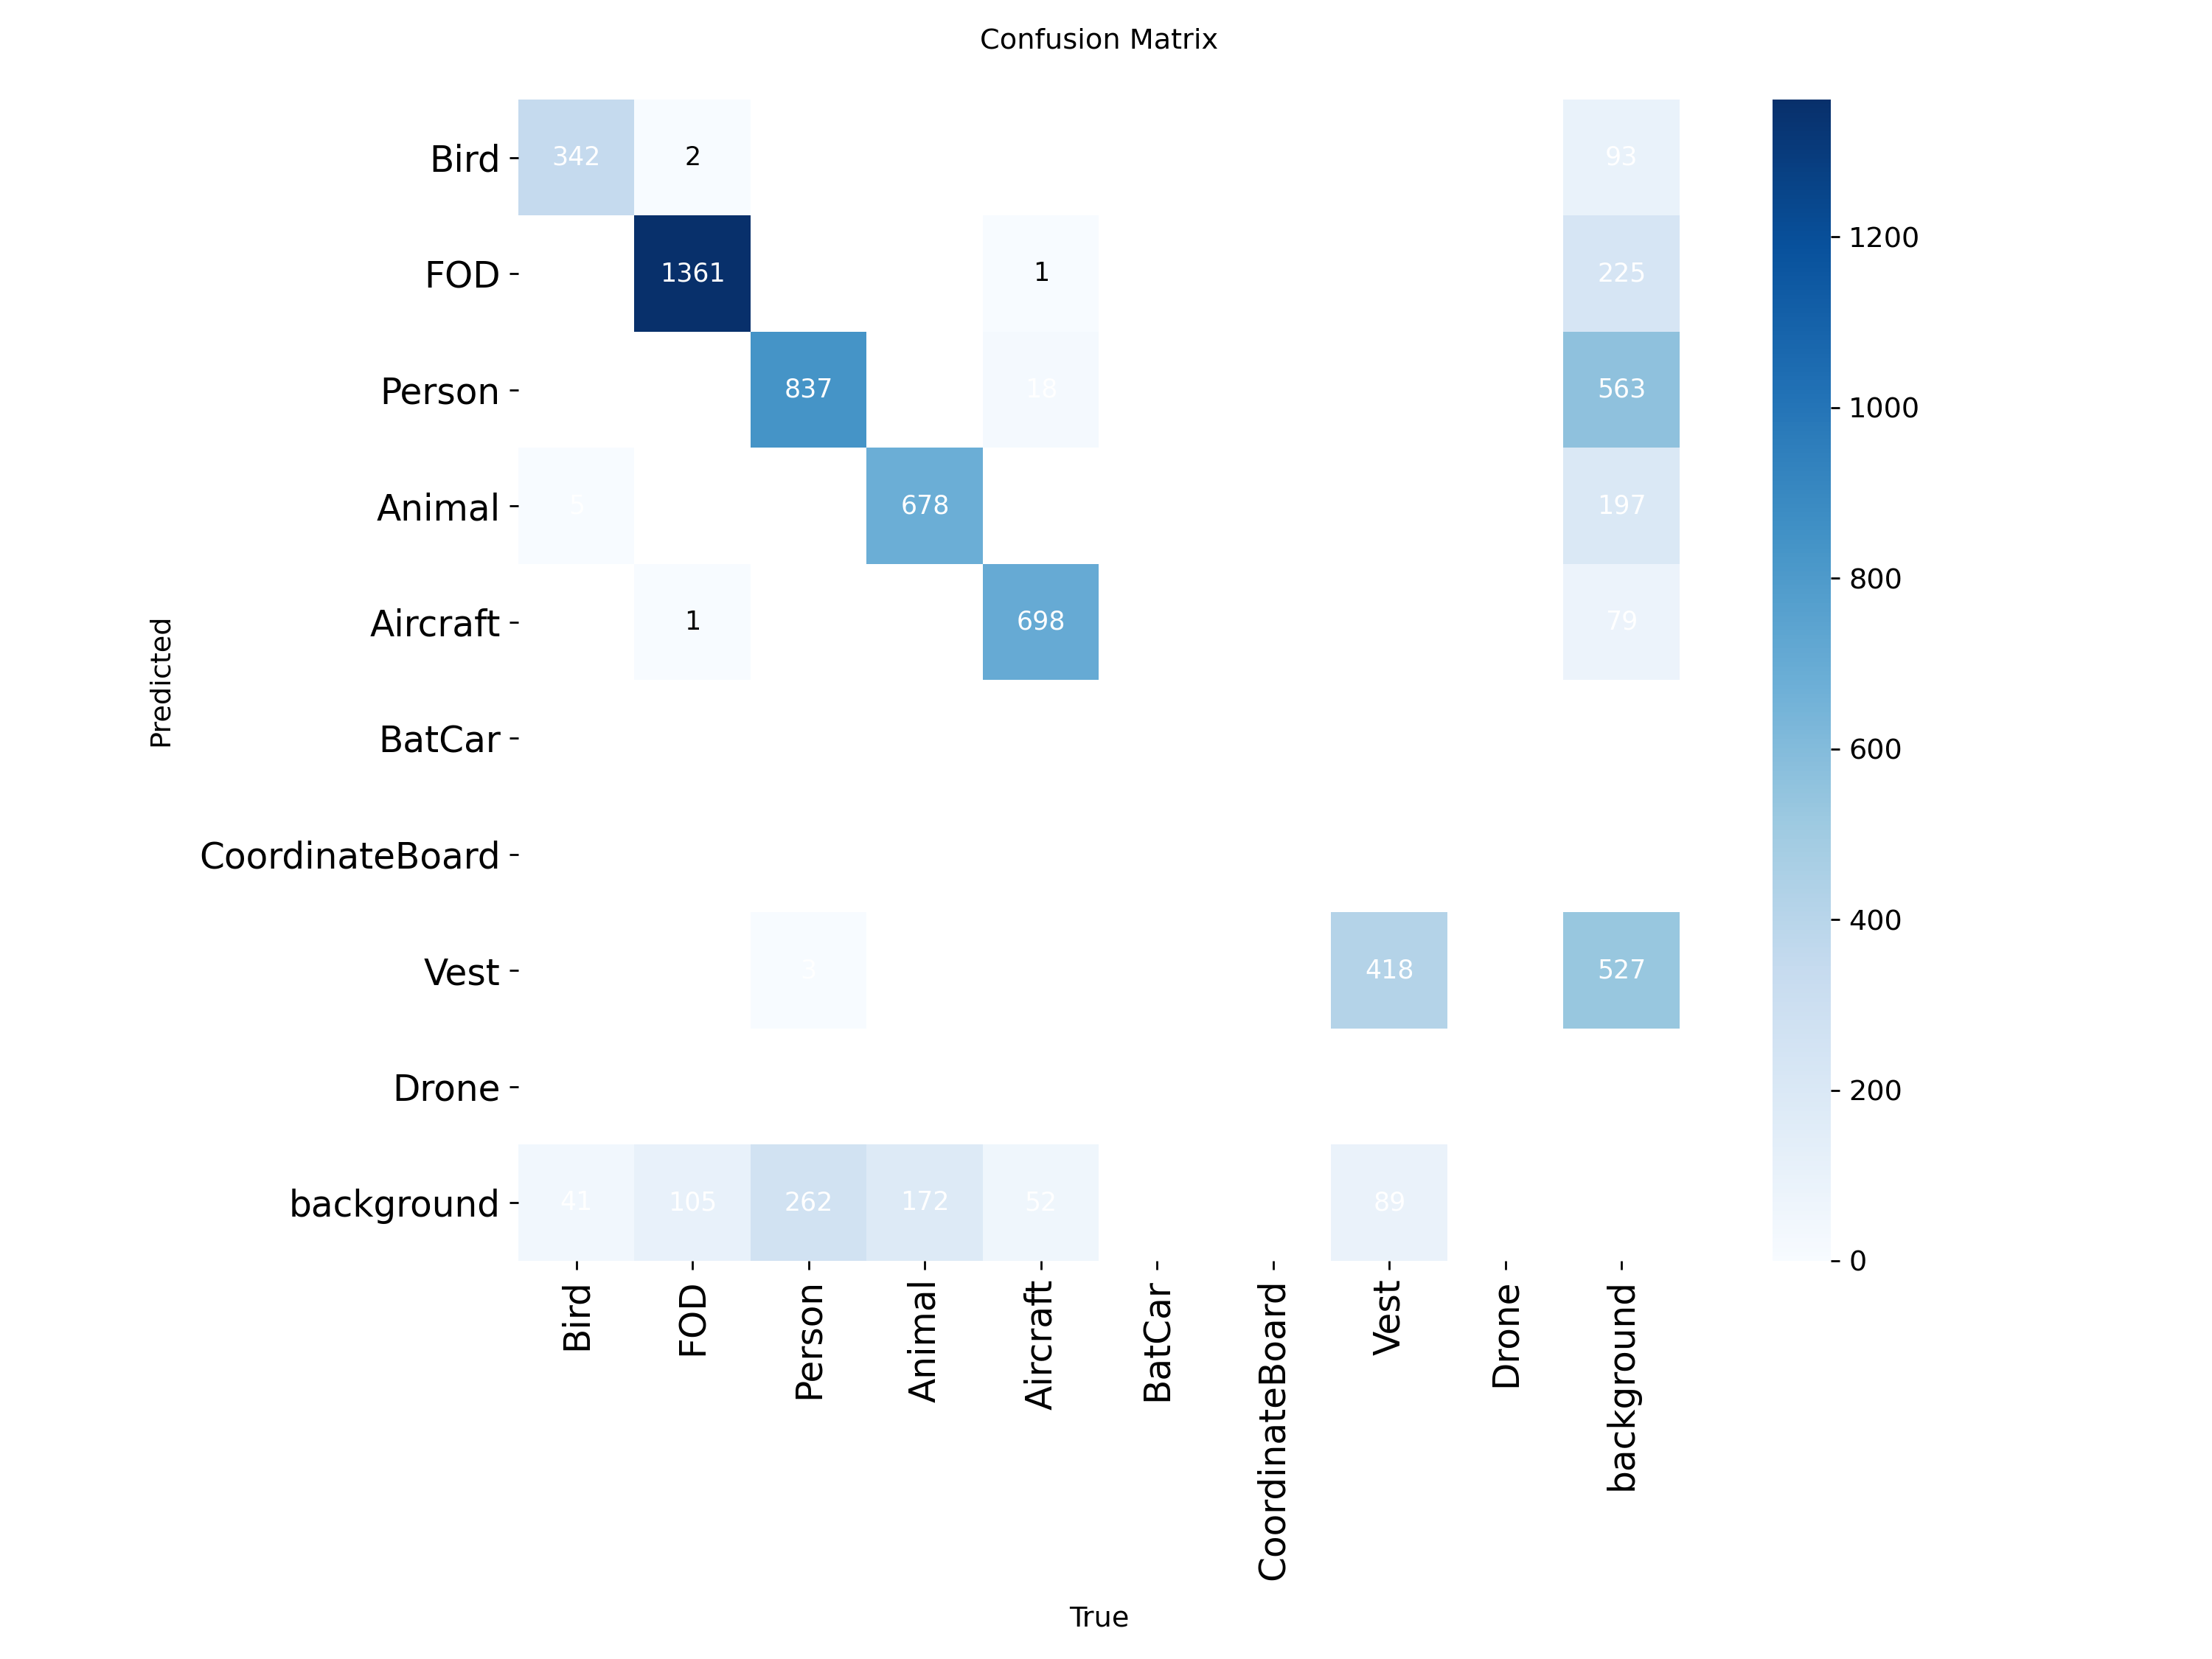 Confusion Matrix
Bird 342 2 93
1200
FOD 1361 1 225
1000
Person 837 18 563
Animal 5 678 197
800
Aircraft 1 698 79
Predicted
600
BatCar
CoordinateBoard
400
Vest 3 418 527
200
Drone
background 41 105 262 172 52 89
0
Bird FOD Person Animal Aircraft BatCar CoordinateBoard Vest Drone background
True